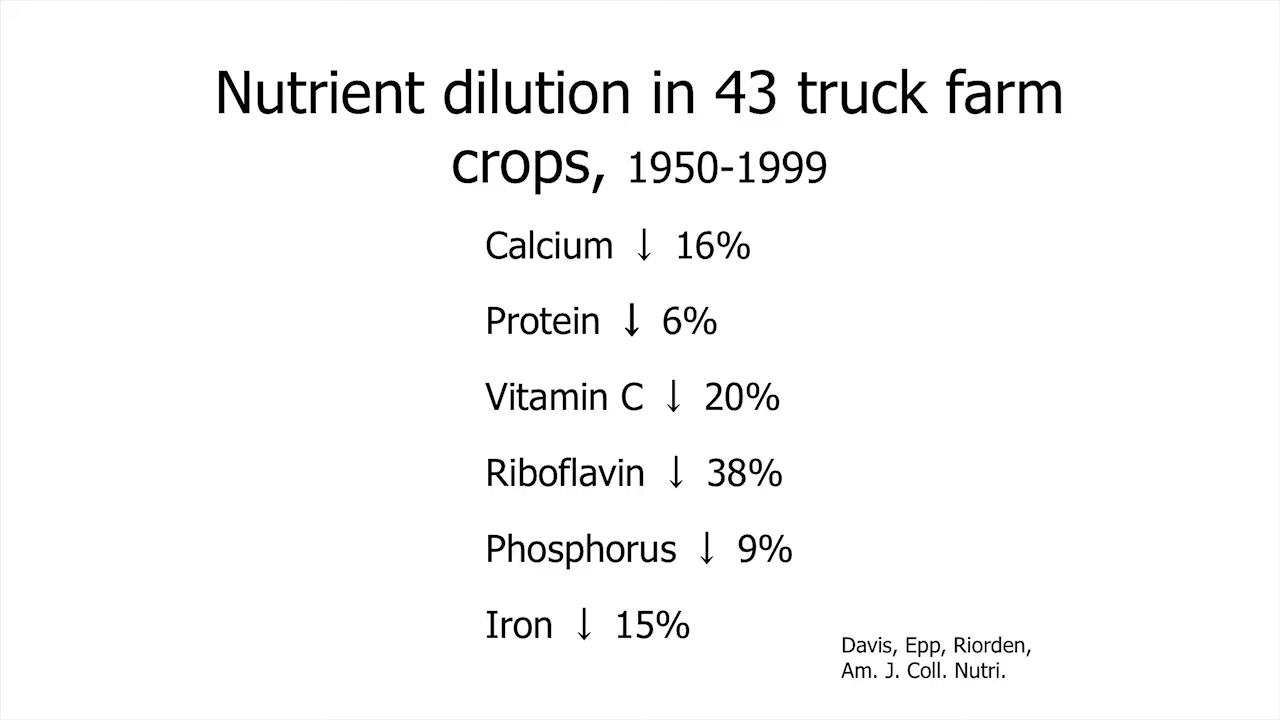 Nutrient dilution in 43 truck farm
crops, 1950-1999
Calcium ↓ 16%
Protein ↓ 6%
Vitamin C ↓ 20%
Riboflavin ↓ 38%
Phosphorus ↓ 9%
Iron ↓ 15%
Davis, Epp, Riorden,
Am. J. Coll. Nutri.